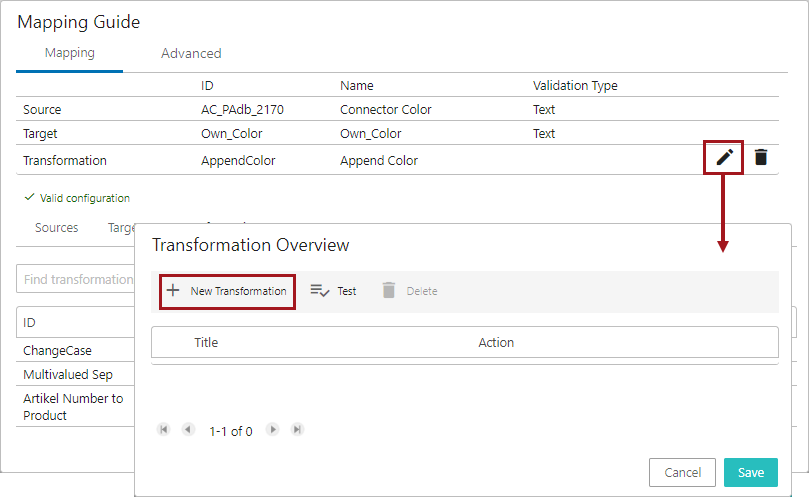 Mapping Guide
Mapping Advanced
ID Name Validation Type
Source AC_PAdb_2170 Connector Color Text
Target Own_Color Own_Color Text
Transformation AppendColor Append Color
Valid configuration
Sources
Transformation Overview
Find transformation
New Transformation Test Delete
ID
Title Action
ChangeCase
Multivalued Sep
Artikel Number to
Product
1-1 of 0
Cancel Save